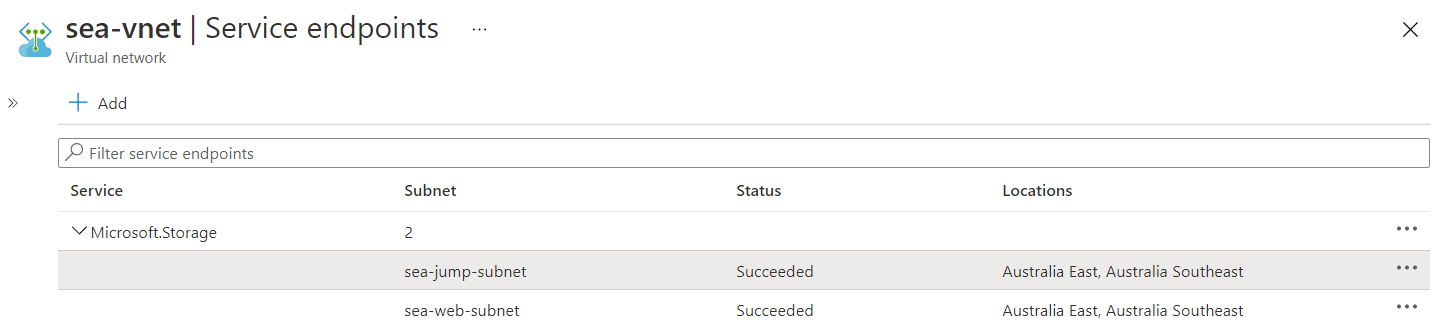 sea-vnet | Service endpoints ...
Virtual network
» + Add
Filter service endpoints
Service Subnet Status Locations
Microsoft.Storage 2 ...
sea-jump-subnet Succeeded Australia East, Australia Southeast ...
sea-web-subnet Succeeded Australia East, Australia Southeast ...